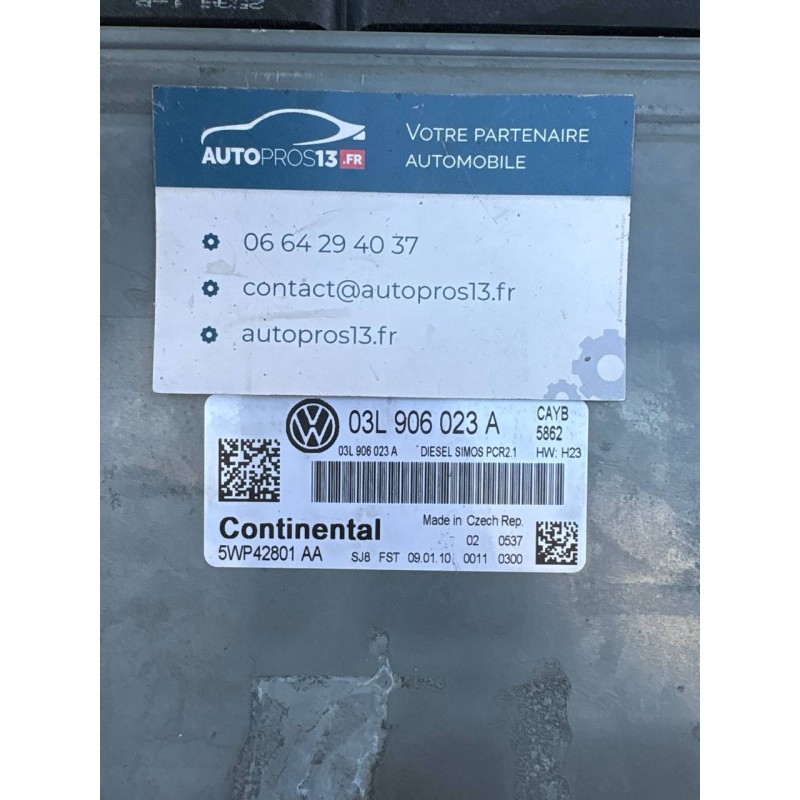 AUTOPROS13.FR
VOTRE PARTENAIRE
AUTOMOBILE
06 64 29 40 37
contact@autopros13.fr
autopros13.fr
03L 906 023 A
CAYB
5862
03L 906 023 A DIESEL SIMOS PCR2.1 HW: H23
Continental
Made in Czech Rep.
02 0537
5WP42801 AA SJ8 FST 09.01.10 0011 0300